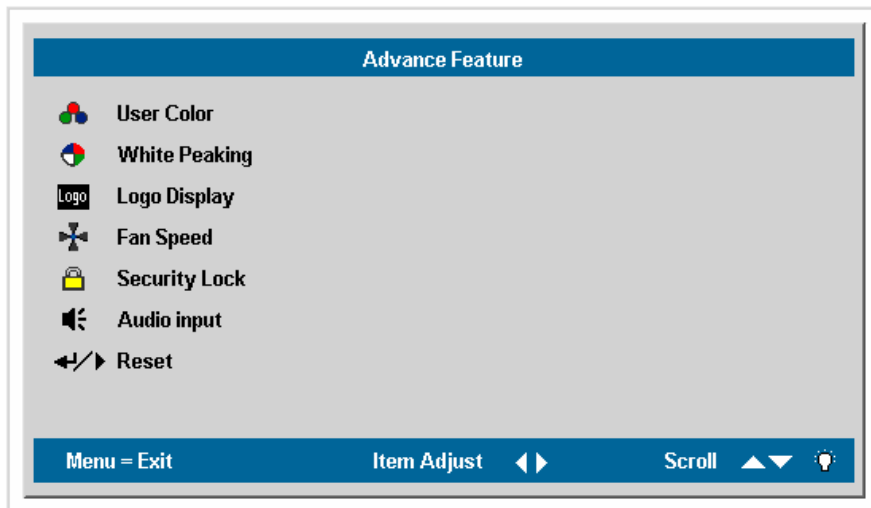 Advance Feature
User Color
White Peaking
Logo Logo Display
Fan Speed
Security Lock
Audio input
Reset
Menu = Exit Item Adjust Scroll